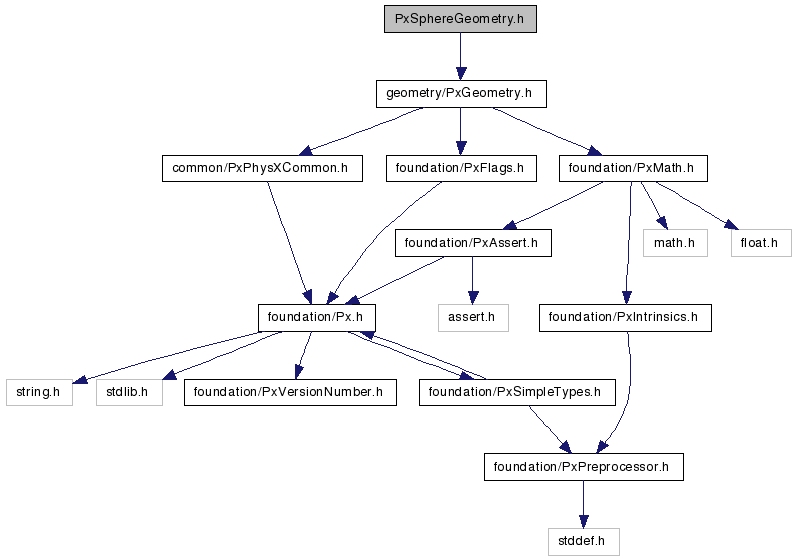 PxSphereGeometry.h
geometry/PxGeometry.h
common/PxPhysXCommon.h
foundation/PxFlags.h
foundation/PxMath.h
foundation/PxAssert.h
math.h
float.h
foundation/Px.h
assert.h
foundation/PxIntrinsics.h
string.h
stdlib.h
foundation/PxVersionNumber.h
foundation/PxSimpleTypes.h
foundation/PxPreprocessor.h
stddef.h